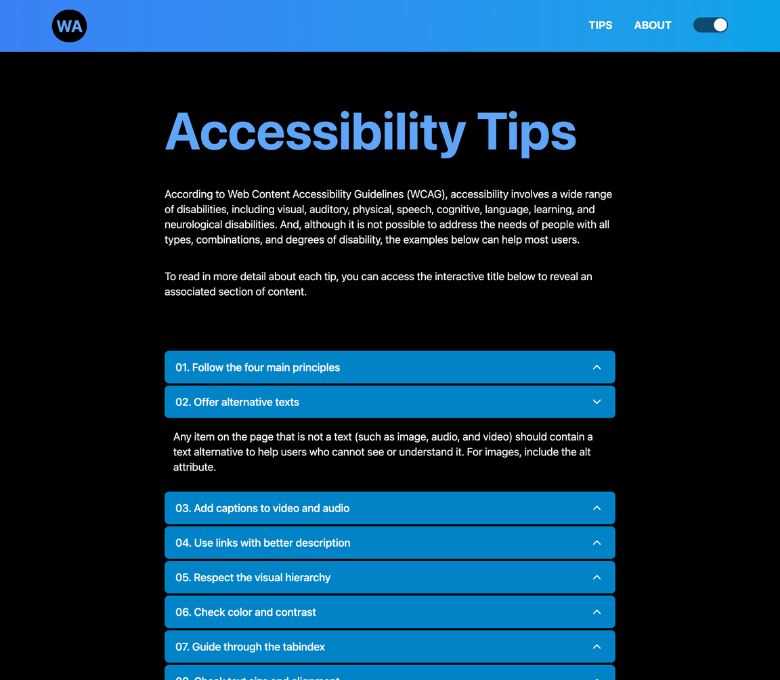 WA
TIPS ABOUT
Accessibility Tips
According to Web Content Accessibility Guidelines (WCAG), accessibility involves a wide range
of disabilities, including visual, auditory, physical, speech, cognitive, language, learning, and
neurological disabilities. And, although it is not possible to address the needs of people with all
types, combinations, and degrees of disability, the examples below can help most users.
To read in more detail about each tip, you can access the interactive title below to reveal an
associated section of content.
01. Follow the four main principles
02. Offer alternative texts
Any item on the page that is not a text (such as image, audio, and video) should contain a
text alternative to help users who cannot see or understand it. For images, include the alt
attribute.
03. Add captions to video and audio
04. Use links with better description
05. Respect the visual hierarchy
06. Check color and contrast
07. Guide through the tabindex
08. Check text size and alignment